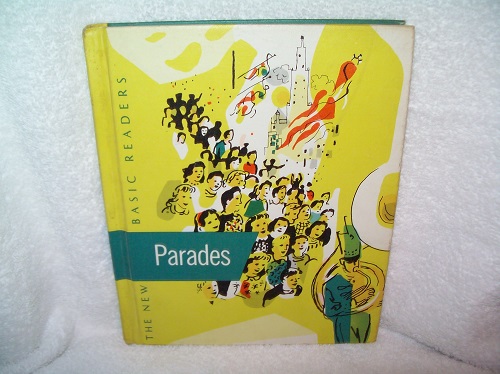 THE NEW BASIC READERS
Parades